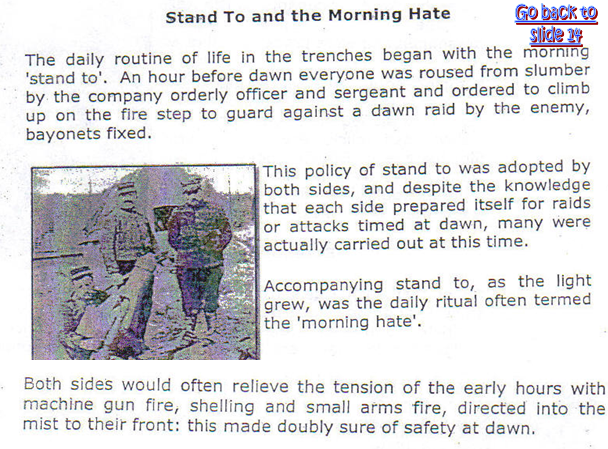 Stand To and the Morning Hate
Go back to
slide 14
The daily routine of life in the trenches began with the morning
'stand to'. An hour before dawn everyone was roused from slumber
by the company orderly officer and sergeant and ordered to climb
up on the fire step to guard against a dawn raid by the enemy,
bayonets fixed.
This policy of stand to was adopted by
both sides, and despite the knowledge
that each side prepared itself for raids
or attacks timed at dawn, many were
actually carried out at this time.
Accompanying stand to, as the light
grew, was the daily ritual often termed
the 'morning hate'.
Both sides would often relieve the tension of the early hours with
machine gun fire, shelling and small arms fire, directed into the
mist to their front: this made doubly sure of safety at dawn.